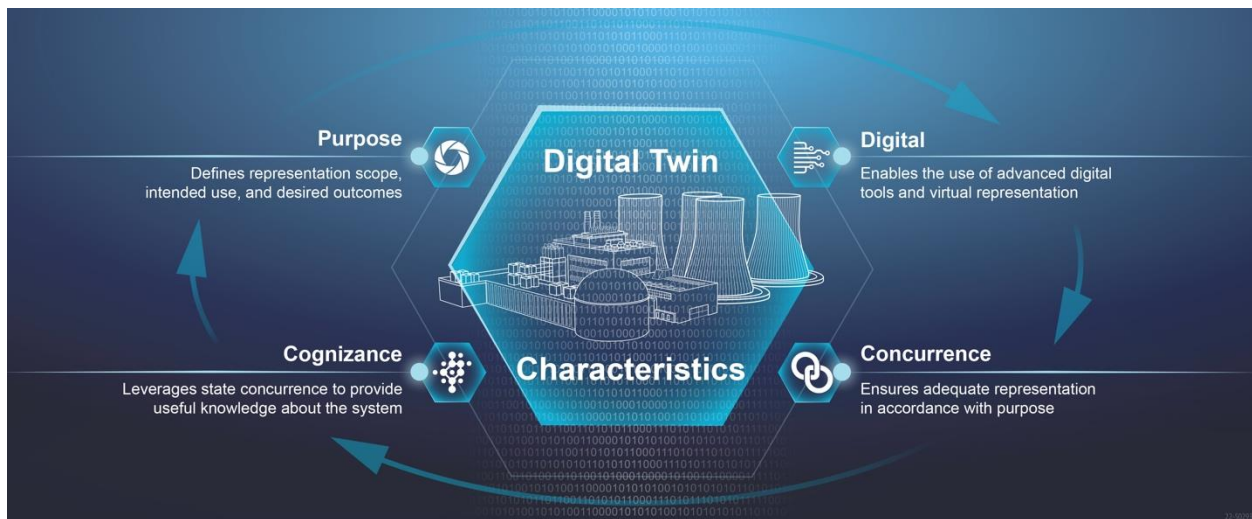 Digital Twin
Characteristics
Purpose
Defines representation scope,
intended use, and desired outcomes
Digital
Enables the use of advanced digital
tools and virtual representation
Cognizance
Leverages state concurrence to provide
useful knowledge about the system
Concurrence
Ensures adequate representation
in accordance with purpose